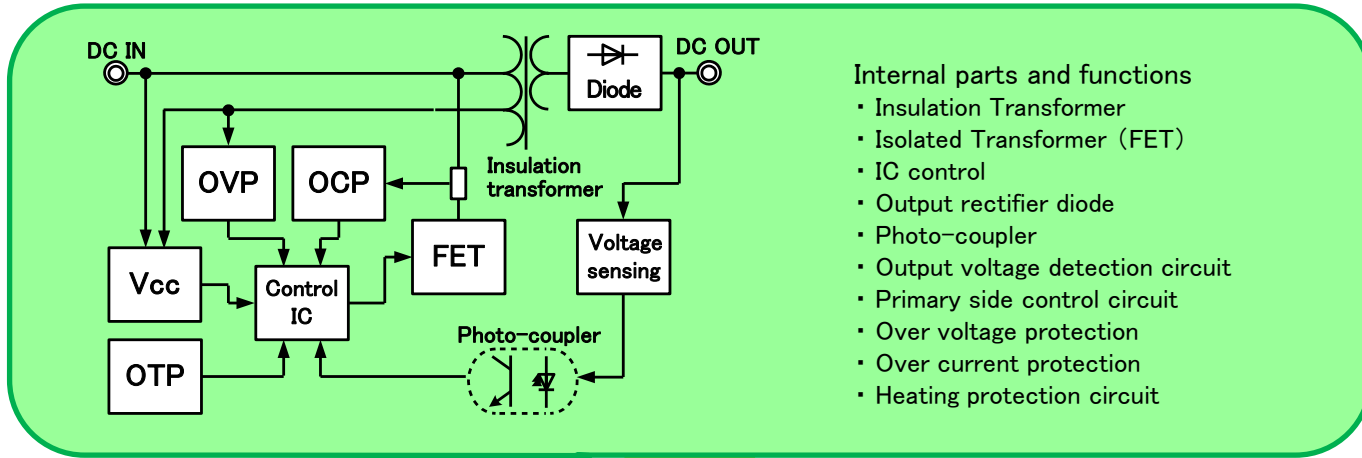 DC IN
DC OUT
Diode
Insulation
transformer
OVP
OCP
Vcc
Control
IC
FET
Voltage
sensing
OTP
Photo-coupler
Internal parts and functions
・Insulation Transformer
・Isolated Transformer (FET)
・IC control
・Output rectifier diode
・Photo-coupler
・Output voltage detection circuit
・Primary side control circuit
・Over voltage protection
・Over current protection
・Heating protection circuit